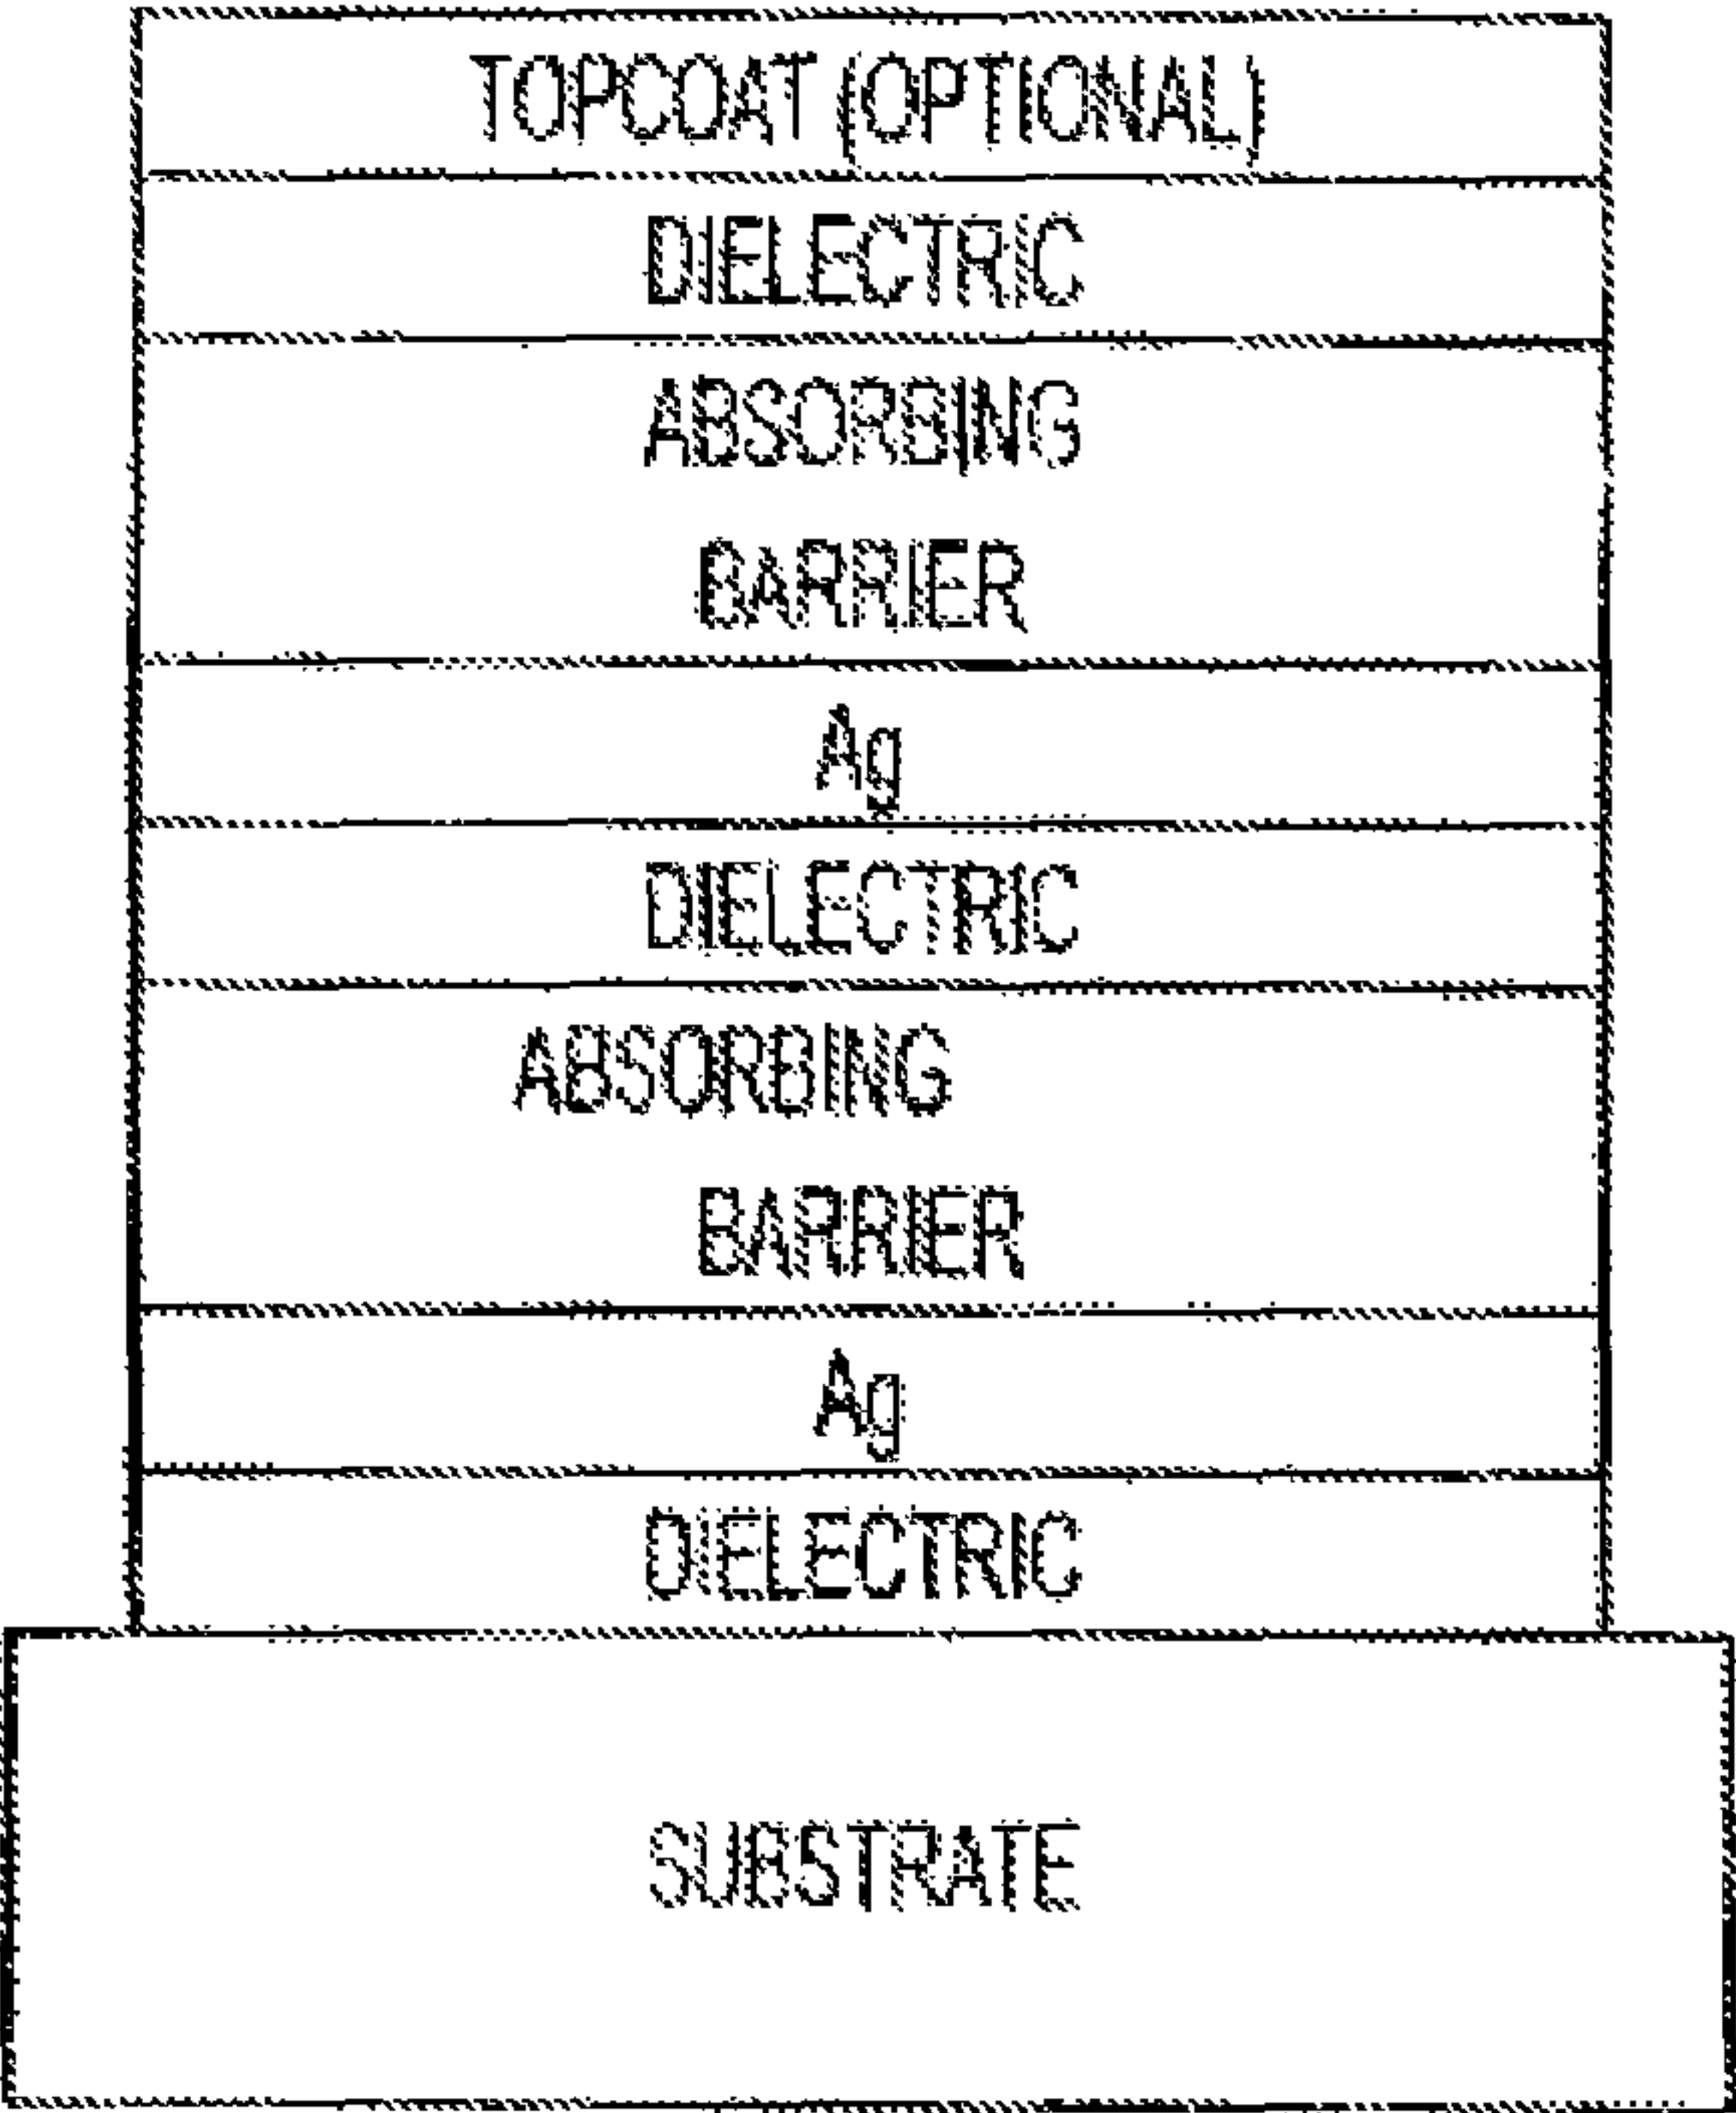 TOPCOAT (OPTIONAL)
DIELECTRIC
ABSORBING
BARRIER
Ag
DIELECTRIC
ABSORBING
BARRIER
Ag
DIELECTRIC
SUBSTRATE